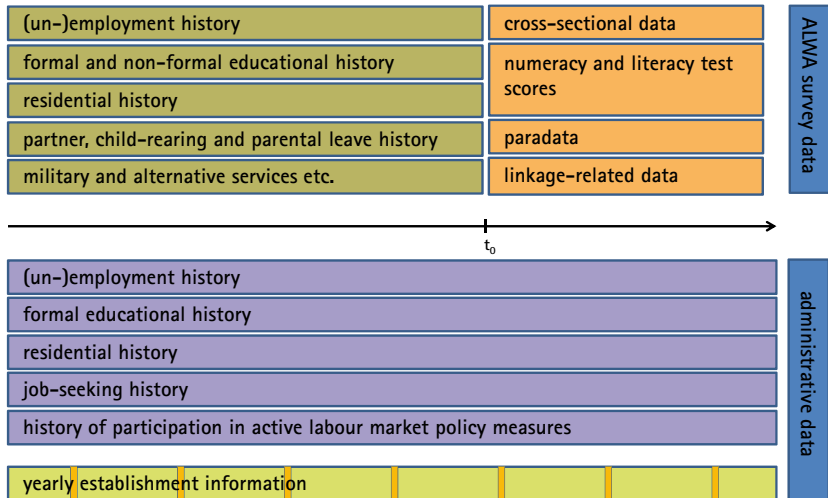 (un-)employment history
formal and non-formal educational history
residential history
partner, child-rearing and parental leave history
military and alternative services etc.
cross-sectional data
numeracy and literacy test
scores
paradata
linkage-related data
ALWA survey data
t₀
(un-)employment history
formal educational history
residential history
job-seeking history
history of participation in active labour market policy measures
yearly establishment information
administrative data